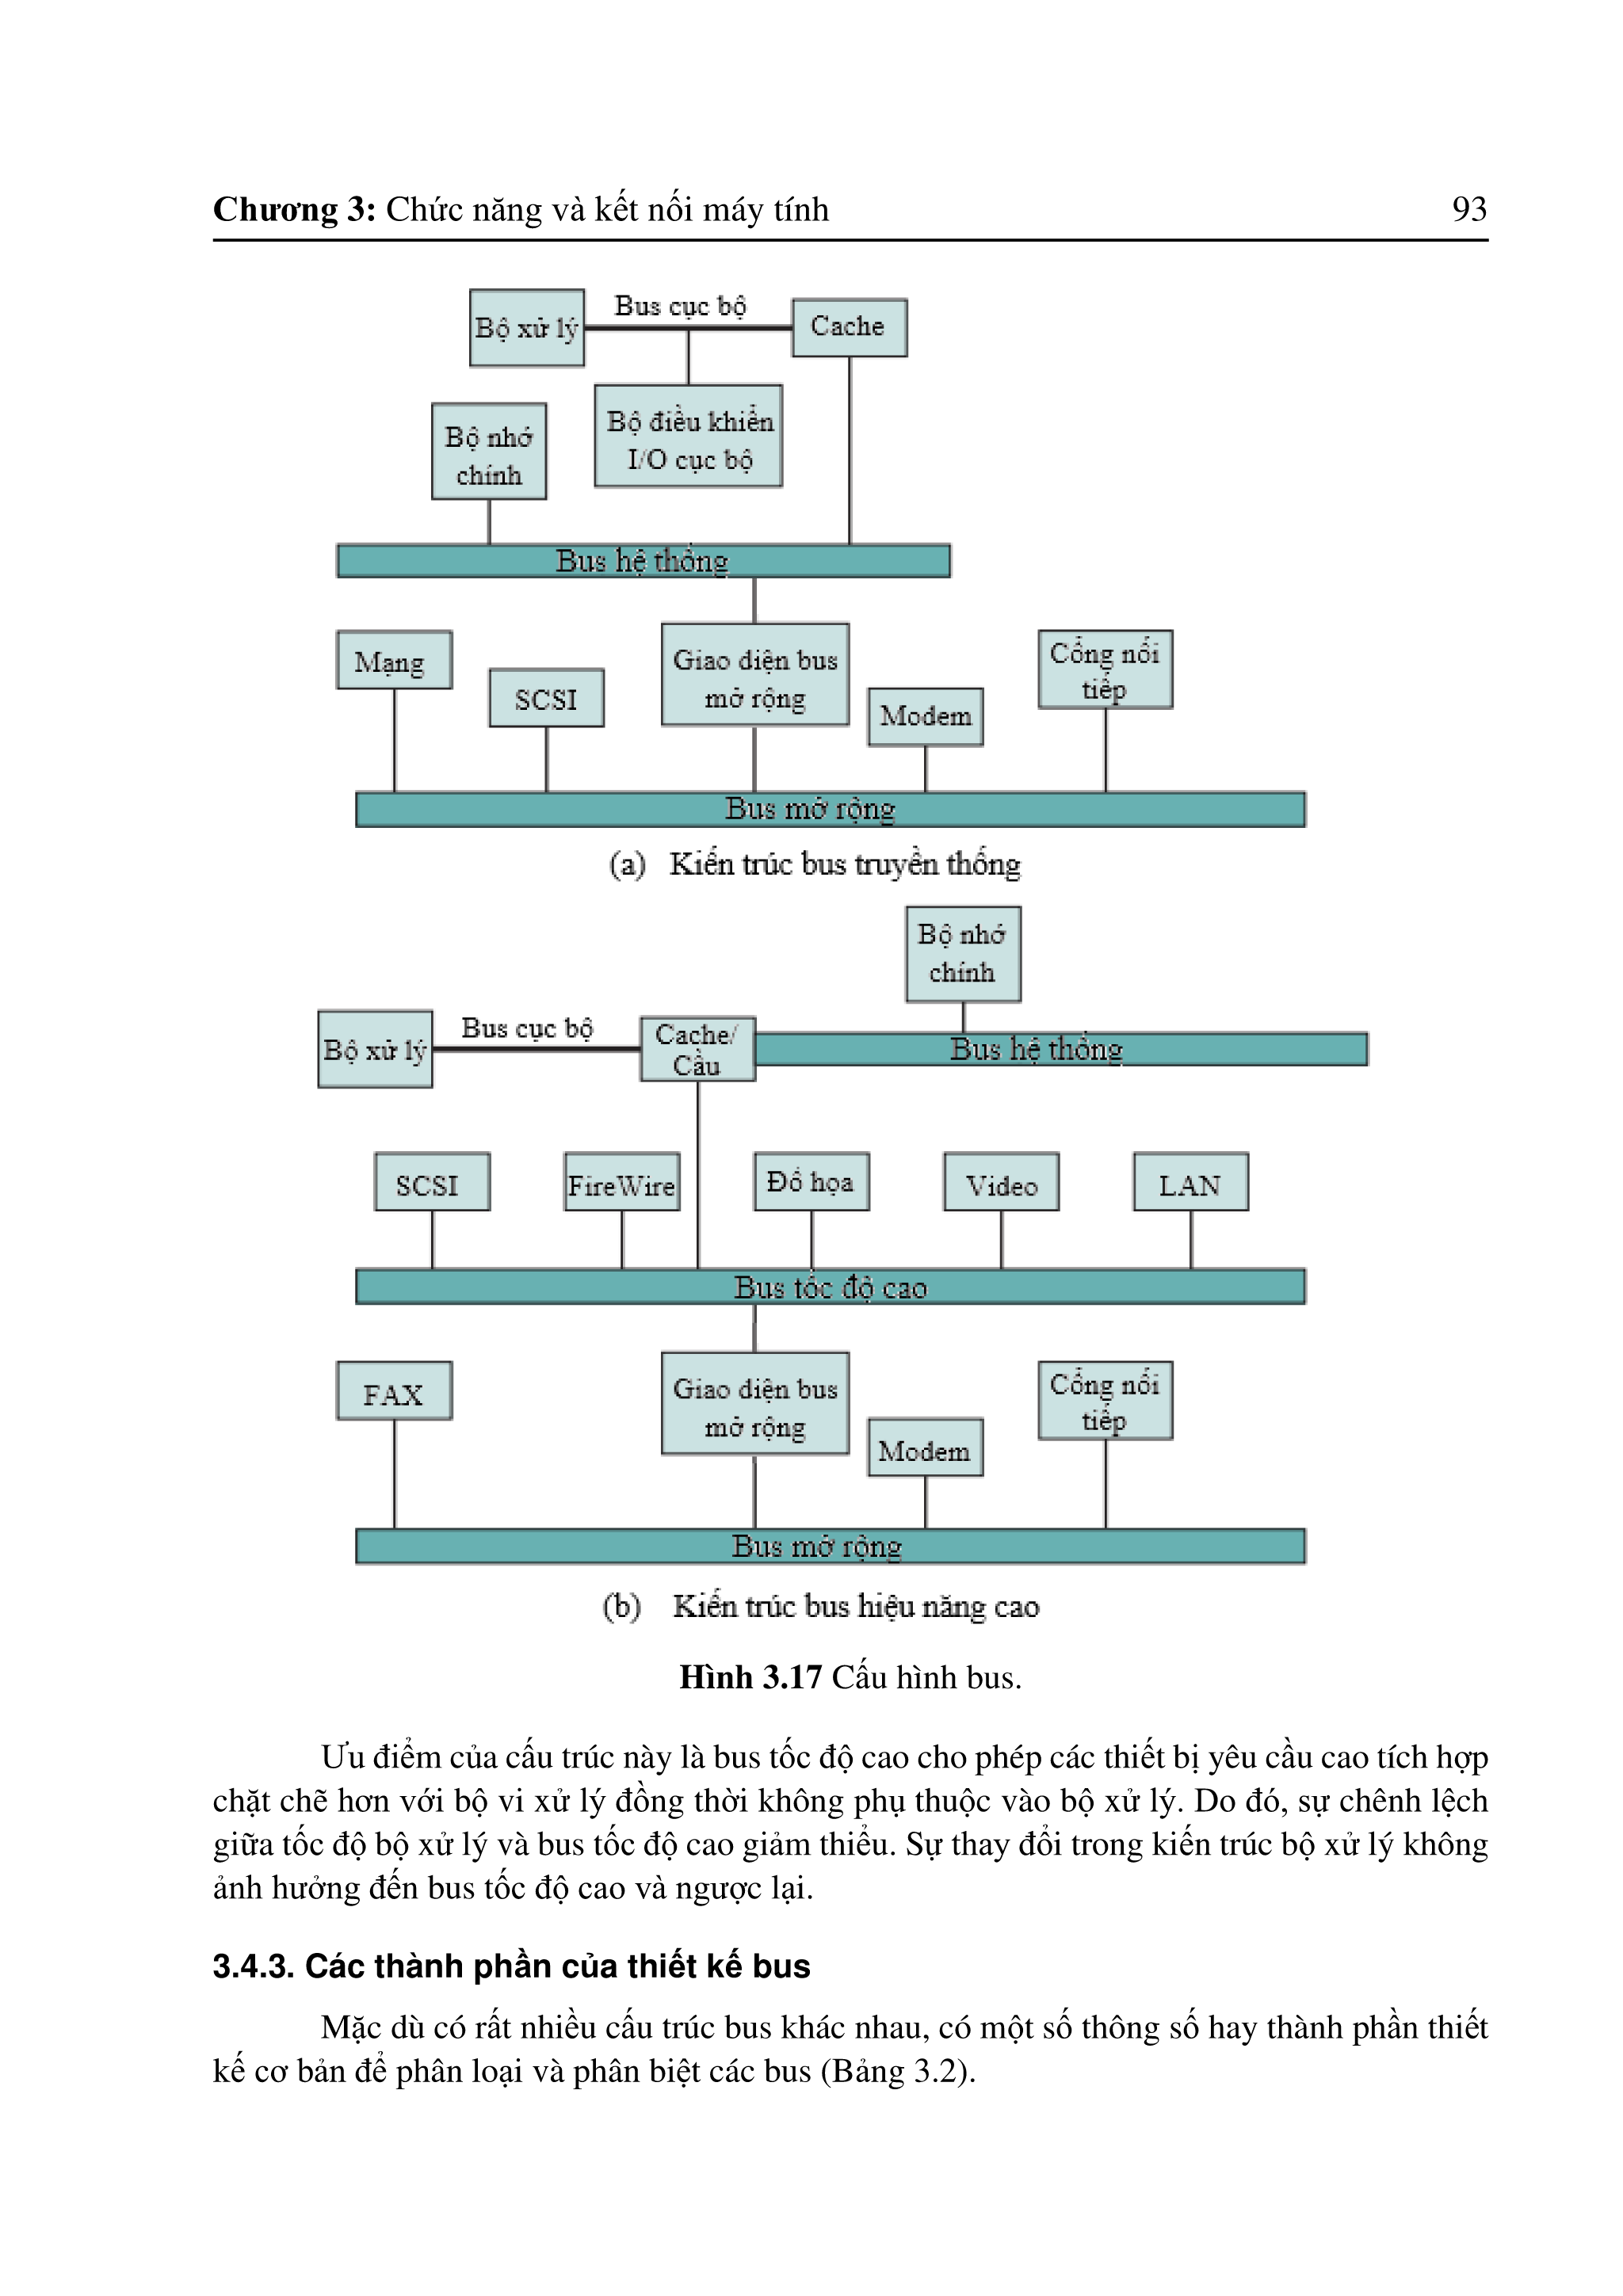 Chương 3: Chức năng và kết nối máy tính 93
Bus cục bộ
Bộ xử lý
Cache
Bộ điều khiển
I/O cục bộ
Bộ nhớ
chính
Bus hệ thống
Mạng
SCSI
Giao diện bus
mở rộng
Modem
Cổng nối
tiếp
Bus mở rộng
(a) Kiến trúc bus truyền thống
Bộ nhớ
chính
Bộ xử lý
Bus cục bộ
Cache/
Cầu
Bus hệ thống
SCSI
FireWire
Đồ họa
Video
LAN
Bus tốc độ cao
FAX
Giao diện bus
mở rộng
Modem
Cổng nối
tiếp
Bus mở rộng
(b) Kiến trúc bus hiệu năng cao
Hình 3.17 Cấu hình bus.
Ưu điểm của cấu trúc này là bus tốc độ cao cho phép các thiết bị yêu cầu cao tích hợp
chặt chẽ hơn với bộ vi xử lý đồng thời không phụ thuộc vào bộ xử lý. Do đó, sự chênh lệch
giữa tốc độ bộ xử lý và bus tốc độ cao giảm thiểu. Sự thay đổi trong kiến trúc bộ xử lý không
ảnh hưởng đến bus tốc độ cao và ngược lại.
3.4.3. Các thành phần của thiết kế bus
Mặc dù có rất nhiều cấu trúc bus khác nhau, có một số thông số hay thành phần thiết
kế cơ bản để phân loại và phân biệt các bus (Bảng 3.2).